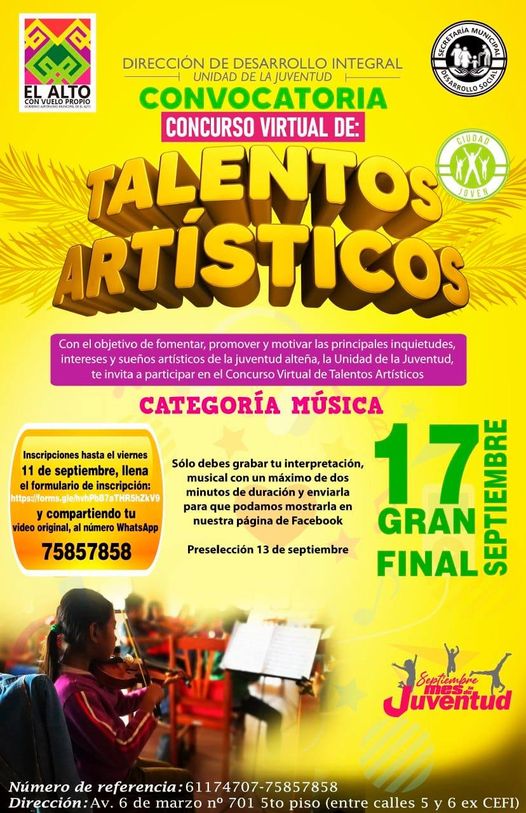 EL ALTO
CON VUELO PROPIO
GOBIERNO AUTÓNOMO MUNICIPAL DE EL ALTO
DIRECCIÓN DE DESARROLLO INTEGRAL
UNIDAD DE LA JUVENTUD
SECRETARÍA MUNICIPAL
DESARROLLO SOCIAL
CONVOCATORIA
CONCURSO VIRTUAL DE:
CIUDAD
JOVEN
TALENTOS
ARTÍSTICOS
Con el objetivo de fomentar, promover y motivar las principales inquietudes,
intereses y sueños artísticos de la juventud alteña, la Unidad de la Juventud,
te invita a participar en el Concurso Virtual de Talentos Artísticos
CATEGORÍA MÚSICA
Inscripciones hasta el viernes
11 de septiembre, llena
el formulario de inscripción:
https://forms.gle/hvhPbB7aTHR5hZkV9
y compartiendo tu
video original, al número WhatsApp
75857858
Sólo debes grabar tu interpretación,
musical con un máximo de dos
minutos de duración y enviarla
para que podamos mostrarla en
nuestra página de Facebook
Preselección 13 de septiembre
17
GRAN
FINAL
SEPTIEMBRE
Septiembre
mes de la
Juventud
Número de referencia: 61174707-75857858
Dirección: Av. 6 de marzo nº 701 5to piso (entre calles 5 y 6 ex CEFI)